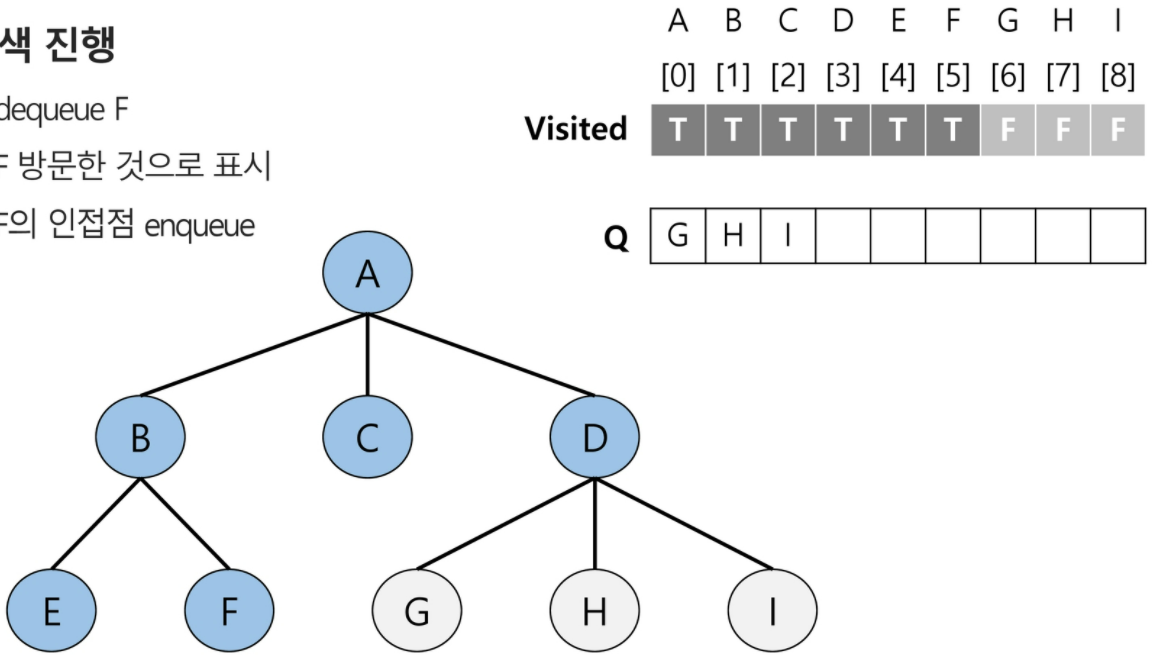 색 진행
dequeue F
F 방문한 것으로 표시
F의 인접점 enqueue
A B C D E F G H I
[0] [1] [2] [3] [4] [5] [6] [7] [8]
Visited T T T T T T F F F
Q G H I
A
B C D
E F G H I